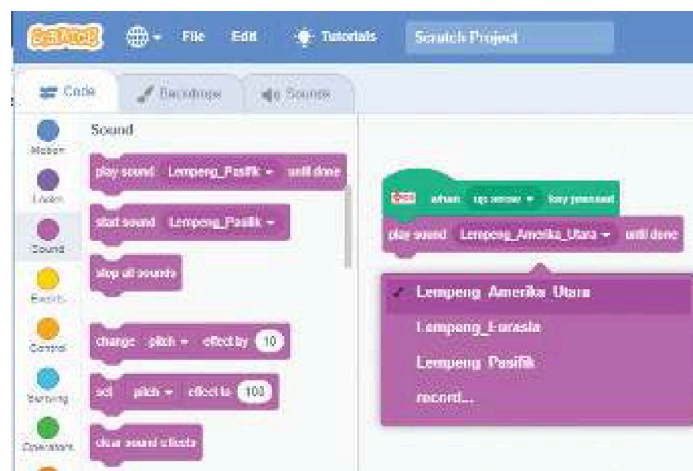 SCRATCH File Edit Tutorials Scratch Project
Code Backdrops Sounds
Motion
Looks
Sound
Events
Control
Sensing
Operators
Sound
play sound Lempeng_Pasifik until done
start sound Lempeng_Pasifik
stop all sounds
change pitch effect by 10
set pitch effect to 100
clear sound effects
when up arrow key pressed
play sound Lempeng_Amerika_Utara until done
Lempeng_Amerika_Utara
Lempeng_Eurasia
Lempeng_Pasifik
record...